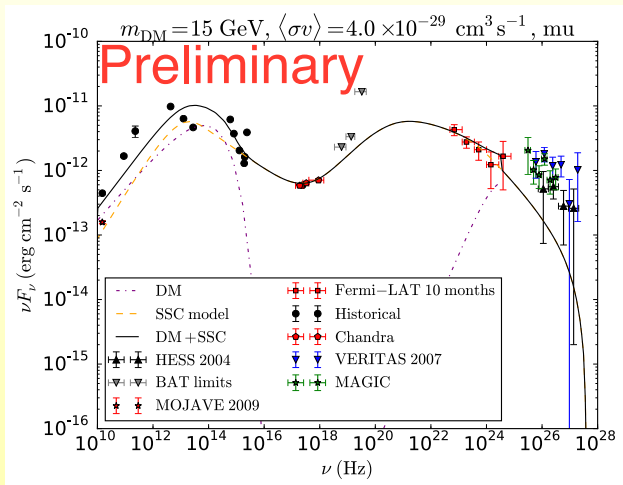 m_DM = 15 GeV, ⟨σv⟩ = 4.0 × 10^−29 cm^3 s^−1, mu
Preliminary
10^-10
10^-11
10^-12
10^-13
10^-14
10^-15
10^-16
νF_ν (erg cm^−2 s^−1)
DM
SSC model
DM+SSC
HESS 2004
BAT limits
MOJAVE 2009
Fermi−LAT 10 months
Historical
Chandra
VERITAS 2007
MAGIC
10^10 10^12 10^14 10^16 10^18 10^20 10^22 10^24 10^26 10^28
ν (Hz)